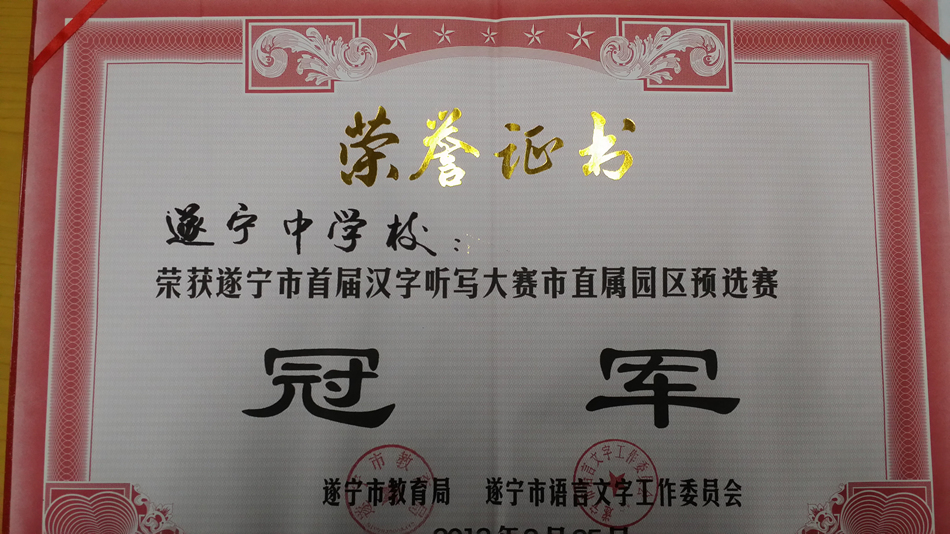 荣誉证书
遂宁中学校：
荣获遂宁市首届汉字听写大赛市直属园区预选赛
冠 军
遂宁市教育局 遂宁市语言文字工作委员会